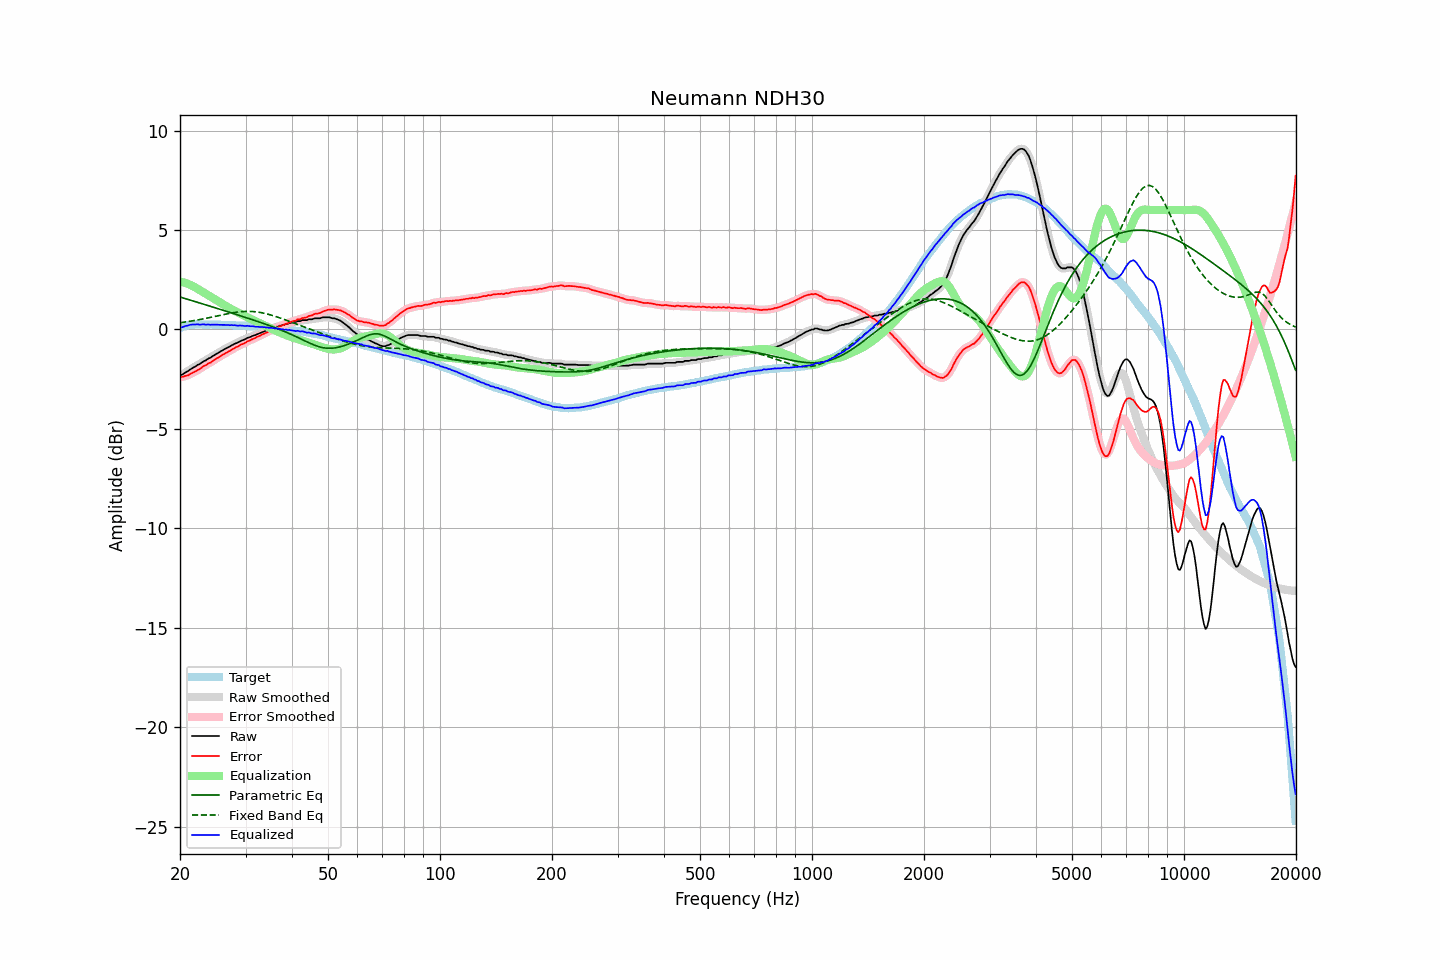 Neumann NDH30
10
5
0
−5
−10
−15
−20
−25
Amplitude (dBr)
Target
Raw Smoothed
Error Smoothed
Raw
Error
Equalization
Parametric Eq
Fixed Band Eq
Equalized
20 50 100 200 500 1000 2000 5000 10000 20000
Frequency (Hz)